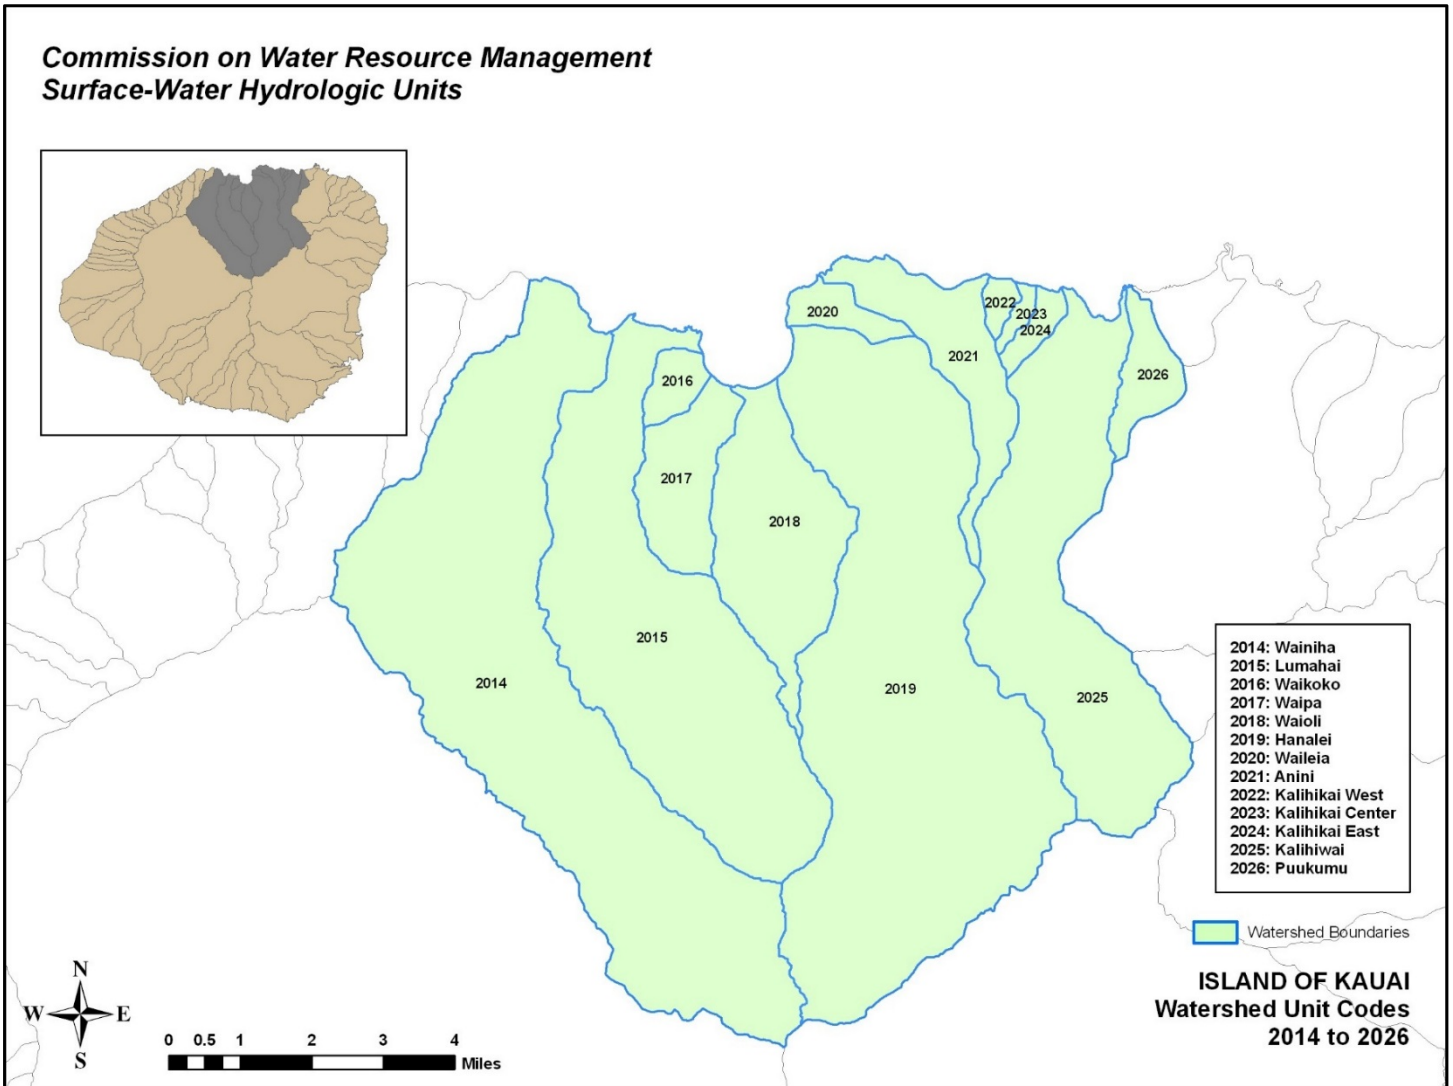 Commission on Water Resource Management
Surface-Water Hydrologic Units
2020
2022
2023
2024
2021
2016
2026
2017
2018
2015
2014
2019
2025
2014: Wainiha
2015: Lumahai
2016: Waikoko
2017: Waipa
2018: Waioli
2019: Hanalei
2020: Waileia
2021: Anini
2022: Kalihikai West
2023: Kalihikai Center
2024: Kalihikai East
2025: Kalihiwai
2026: Puukumu
Watershed Boundaries
ISLAND OF KAUAI
Watershed Unit Codes
2014 to 2026
N
W E
S
0 0.5 1 2 3 4
Miles